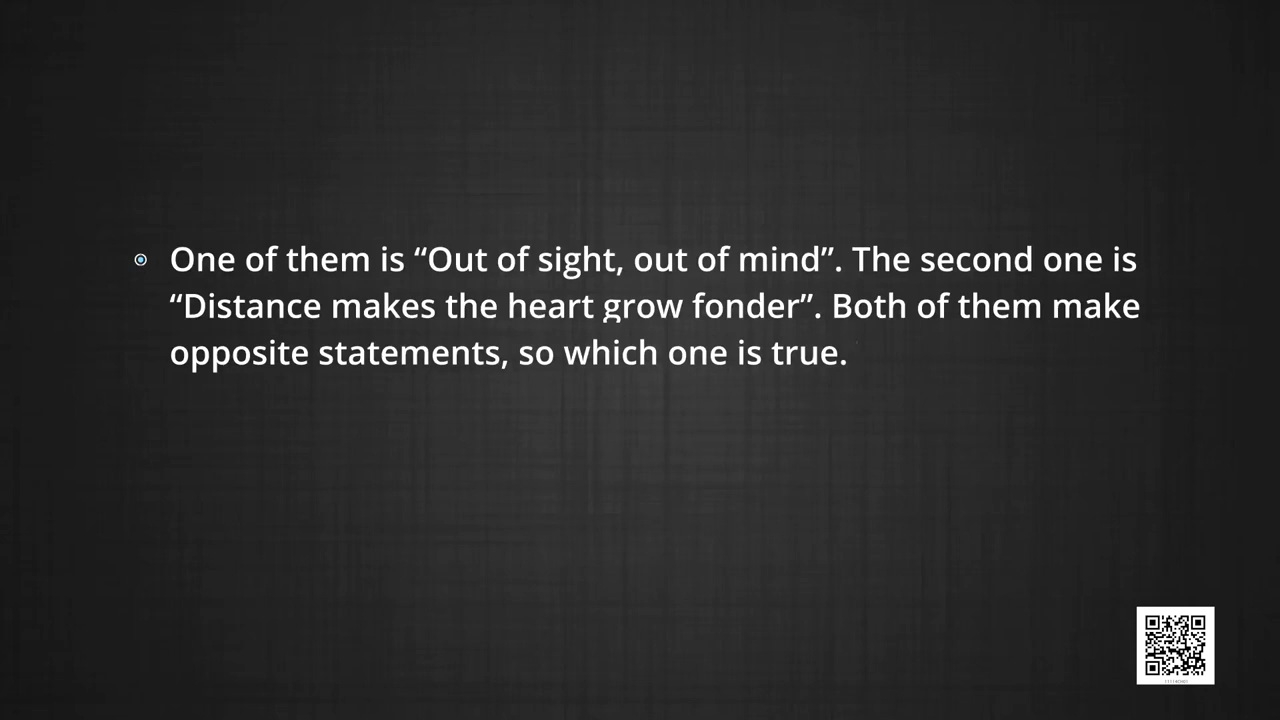 One of them is “Out of sight, out of mind”. The second one is
“Distance makes the heart grow fonder”. Both of them make
opposite statements, so which one is true.